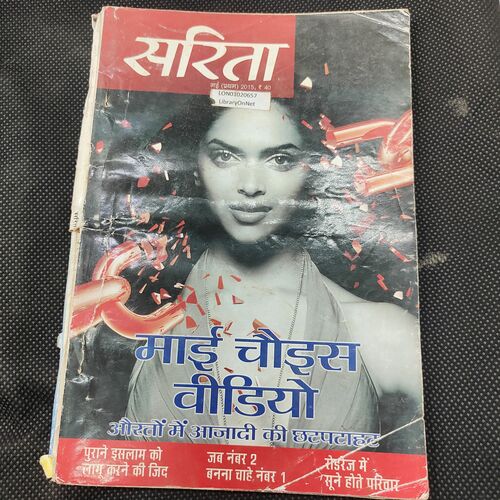 सरिता
मई (प्रथम) 2015, ₹ 40
LON01020657
LibraryOnNet
माई चौइस
वीडियो
औरतों में आजादी की छटपटाहट
पुराने इसलाम को
लागू करने की जिद
जब नंबर 2
बनना चाहे नंबर 1
रोडरेज में
सूने होते परिवार